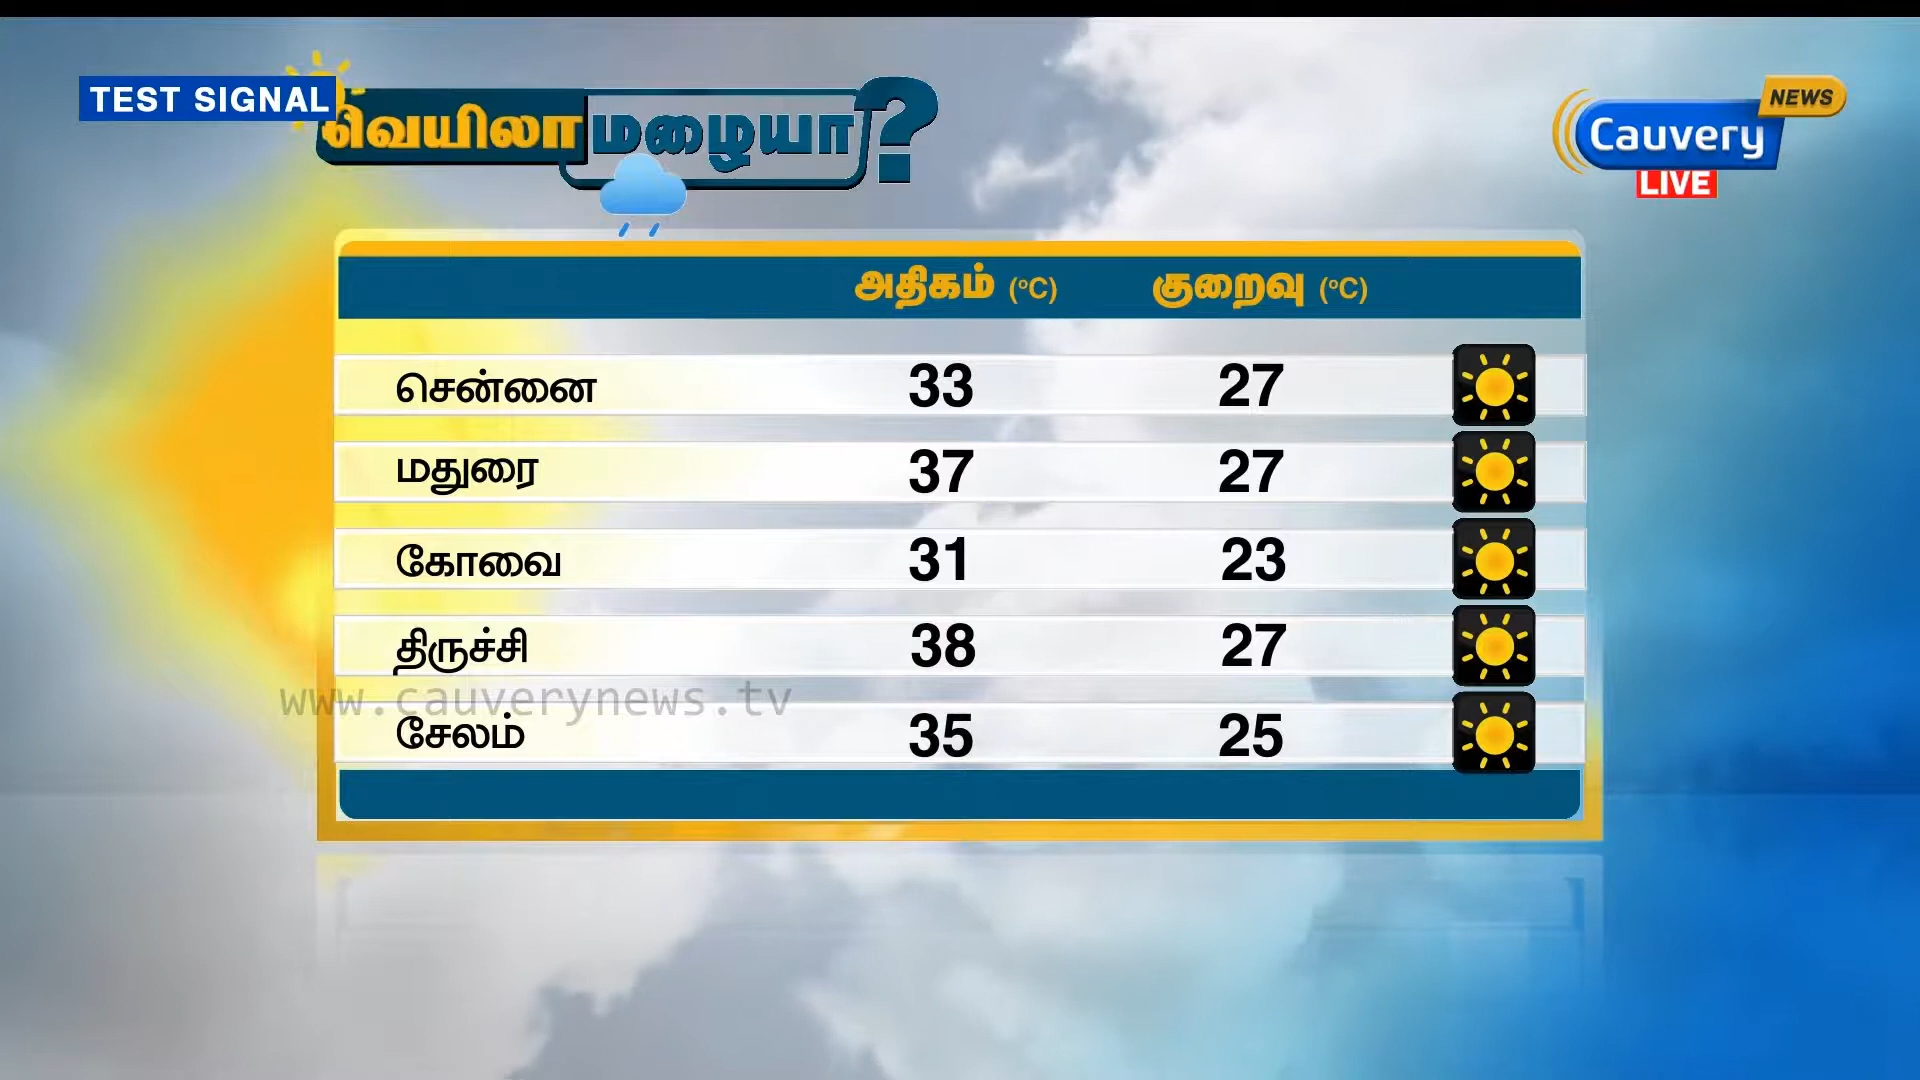 TEST SIGNAL
வெயிலா மழையா?
Cauvery NEWS
LIVE
அதிகம் (°C) குறைவு (°C)
சென்னை 33 27
மதுரை 37 27
கோவை 31 23
திருச்சி 38 27
www.cauverynews.tv
சேலம் 35 25